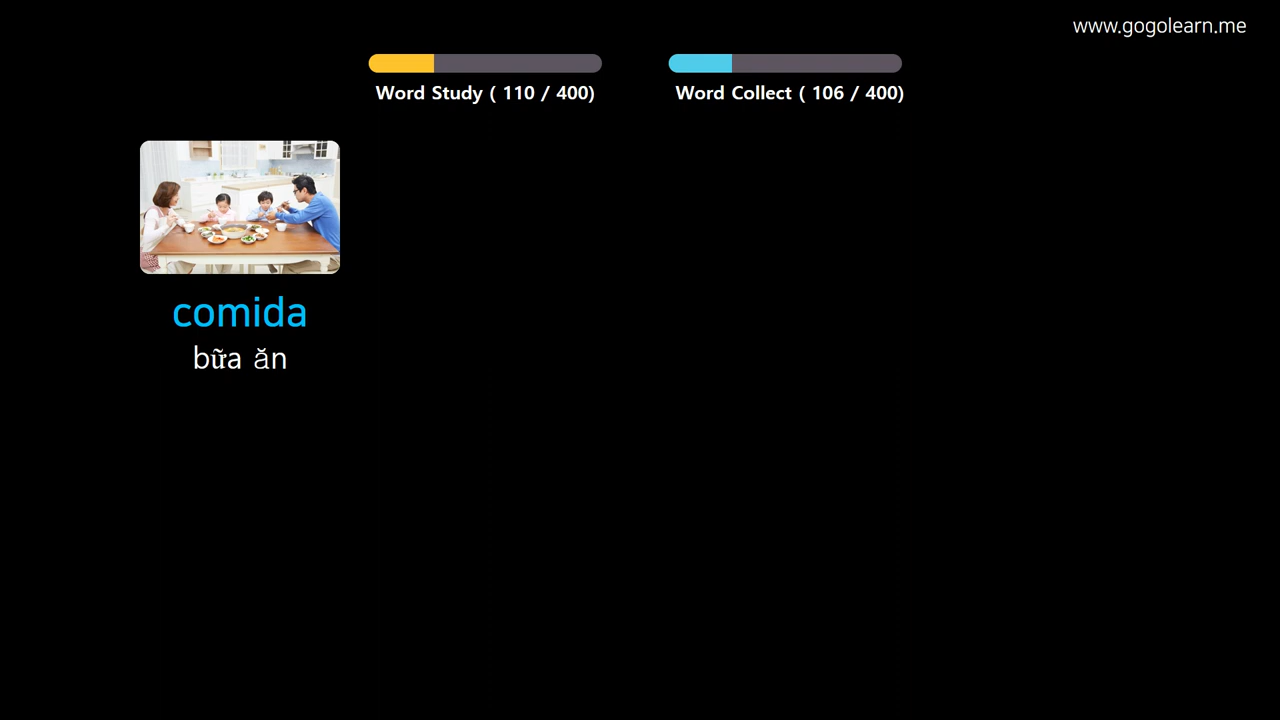 www.gogolearn.me
Word Study ( 110 / 400)
Word Collect ( 106 / 400)
comida
bữa ăn